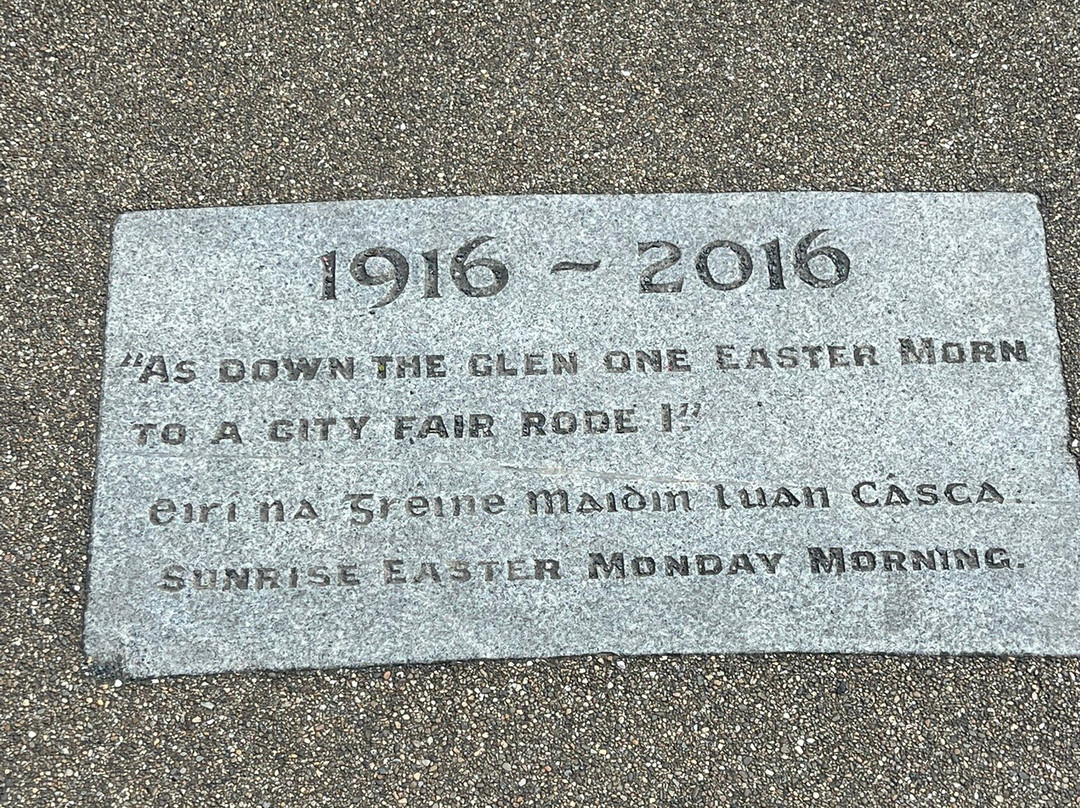 1916 ~ 2016
"As down the glen one Easter Morn
to a city fair rode I."
Éirí na Gréine Maidin Luan Cásca.
Sunrise Easter Monday Morning.